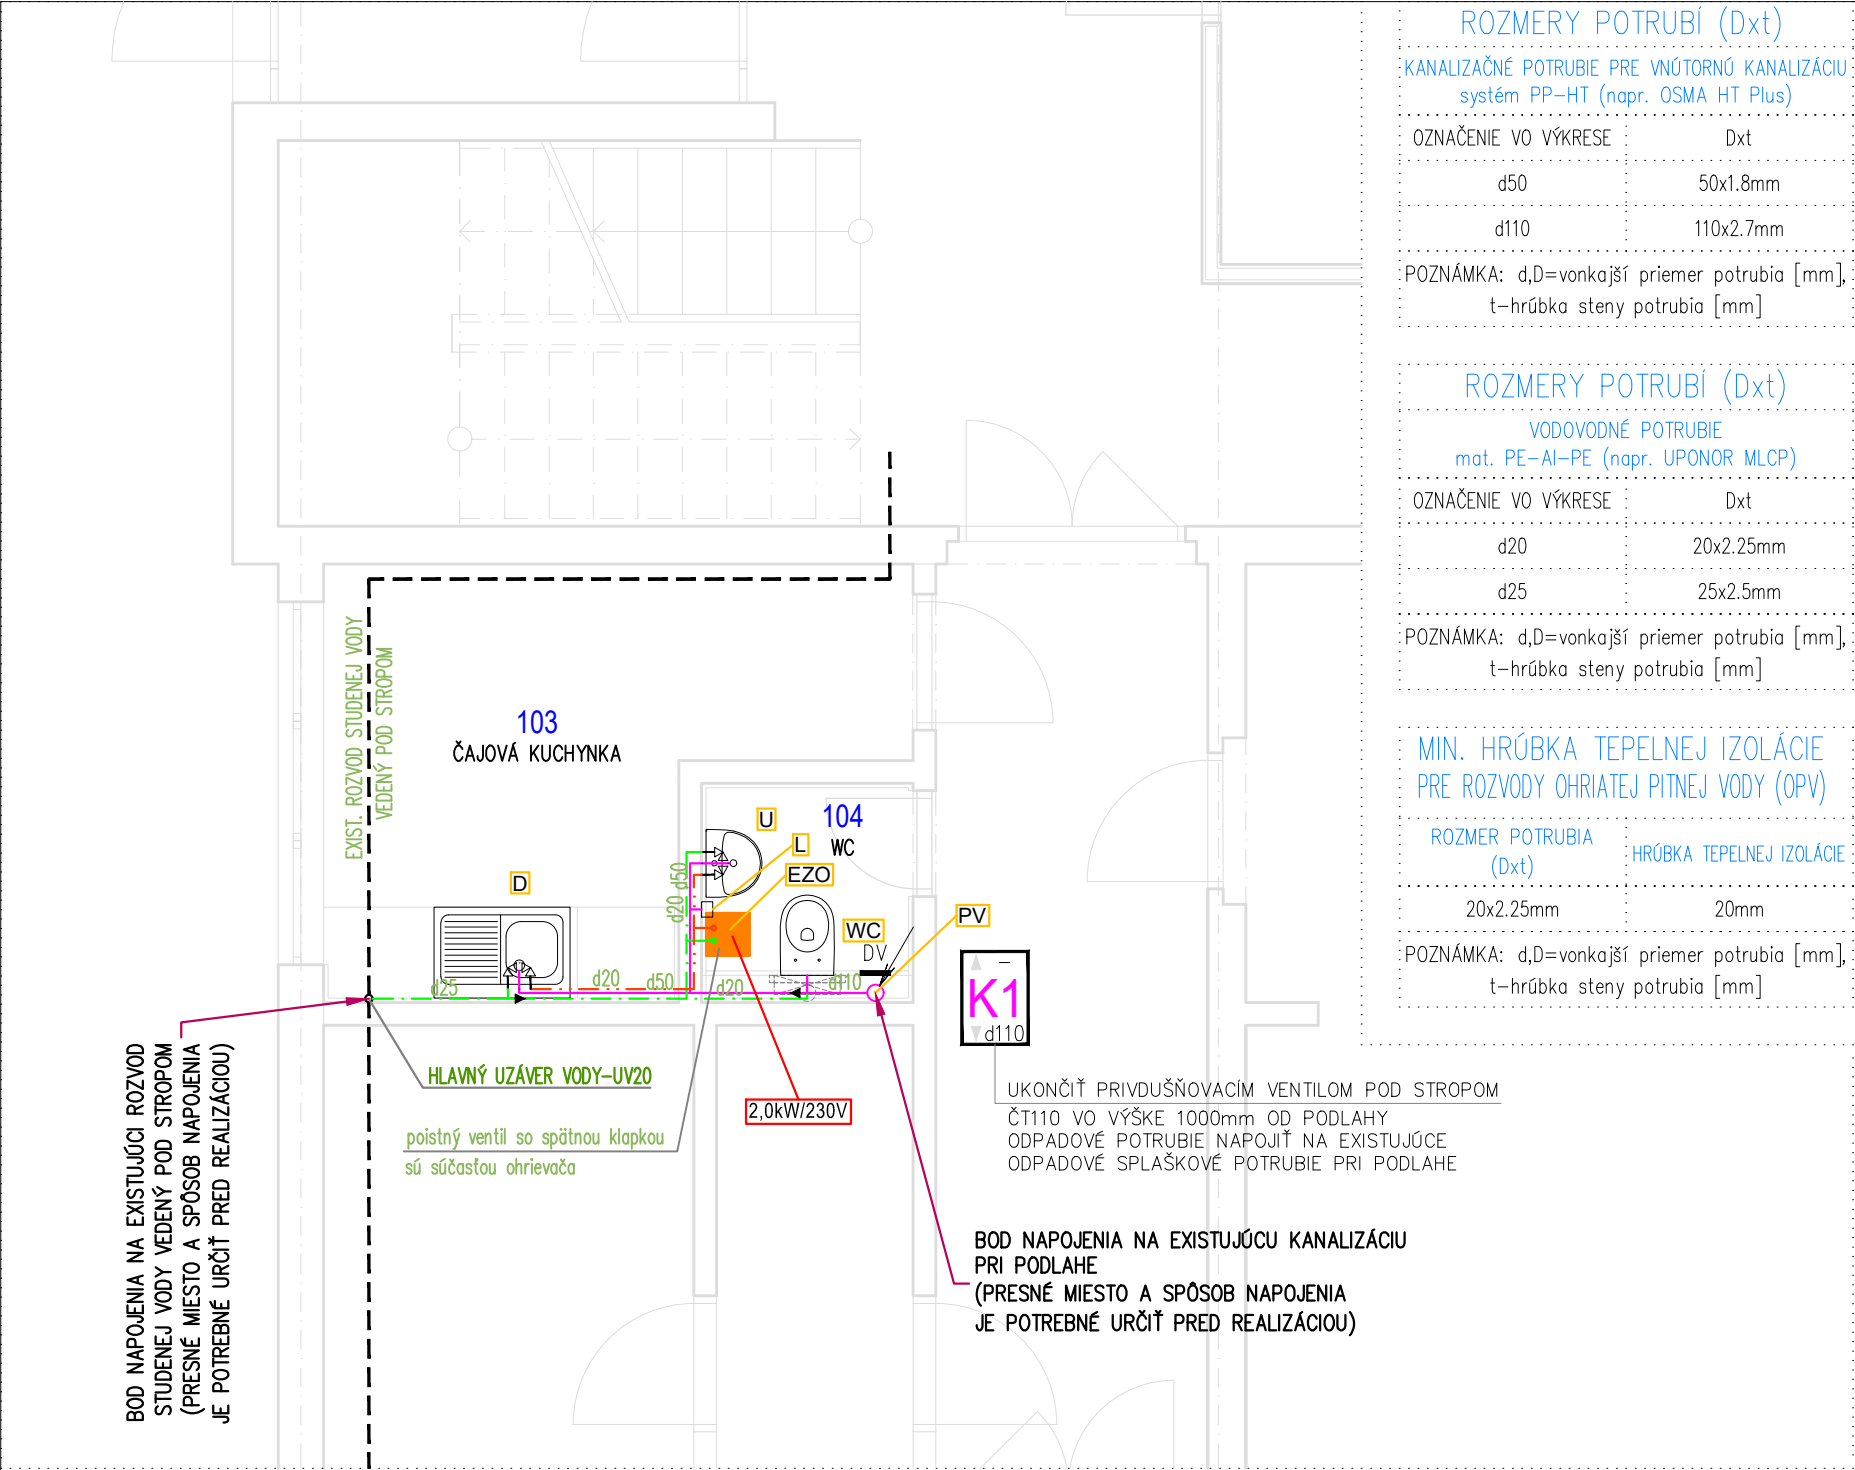 ROZMERY POTRUBÍ (Dxt)
KANALIZAČNÉ POTRUBIE PRE VNÚTORNÚ KANALIZÁCIU
systém PP-HT (napr. OSMA HT Plus)
OZNAČENIE VO VÝKRESE Dxt
d50 50x1.8mm
d110 110x2.7mm
POZNÁMKA: d,D=vonkajší priemer potrubia [mm],
t-hrúbka steny potrubia [mm]
ROZMERY POTRUBÍ (Dxt)
VODOVODNÉ POTRUBIE
mat. PE-Al-PE (napr. UPONOR MLCP)
OZNAČENIE VO VÝKRESE Dxt
d20 20x2.25mm
d25 25x2.5mm
POZNÁMKA: d,D=vonkajší priemer potrubia [mm],
t-hrúbka steny potrubia [mm]
MIN. HRÚBKA TEPELNEJ IZOLÁCIE
PRE ROZVODY OHRIATEJ PITNEJ VODY (OPV)
ROZMER POTRUBIA
(Dxt)
HRÚBKA TEPELNEJ IZOLÁCIE
20x2.25mm 20mm
POZNÁMKA: d,D=vonkajší priemer potrubia [mm],
t-hrúbka steny potrubia [mm]
EXIST. ROZVOD STUDENEJ VODY
VEDENÝ POD STROPOM
103
ČAJOVÁ KUCHYNKA
104
WC
U
L
EZO
D
WC
DV
PV
d50
d20
d25
d20
d50
d20
d110
K1
d110
HLAVNÝ UZÁVER VODY-UV20
2,0kW/230V
poistný ventil so spätnou klapkou
sú súčasťou ohrievača
UKONČIŤ PRIVDUŠŇOVACÍM VENTILOM POD STROPOM
ČT110 VO VÝŠKE 1000mm OD PODLAHY
ODPADOVÉ POTRUBIE NAPOJIŤ NA EXISTUJÚCE
ODPADOVÉ SPLAŠKOVÉ POTRUBIE PRI PODLAHE
BOD NAPOJENIA NA EXISTUJÚCU KANALIZÁCIU
PRI PODLAHE
(PRESNÉ MIESTO A SPÔSOB NAPOJENIA
JE POTREBNÉ URČIŤ PRED REALIZÁCIOU)
BOD NAPOJENIA NA EXISTUJÚCI ROZVOD
STUDENEJ VODY VEDENÝ POD STROPOM
(PRESNÉ MIESTO A SPÔSOB NAPOJENIA
JE POTREBNÉ URČIŤ PRED REALIZÁCIOU)